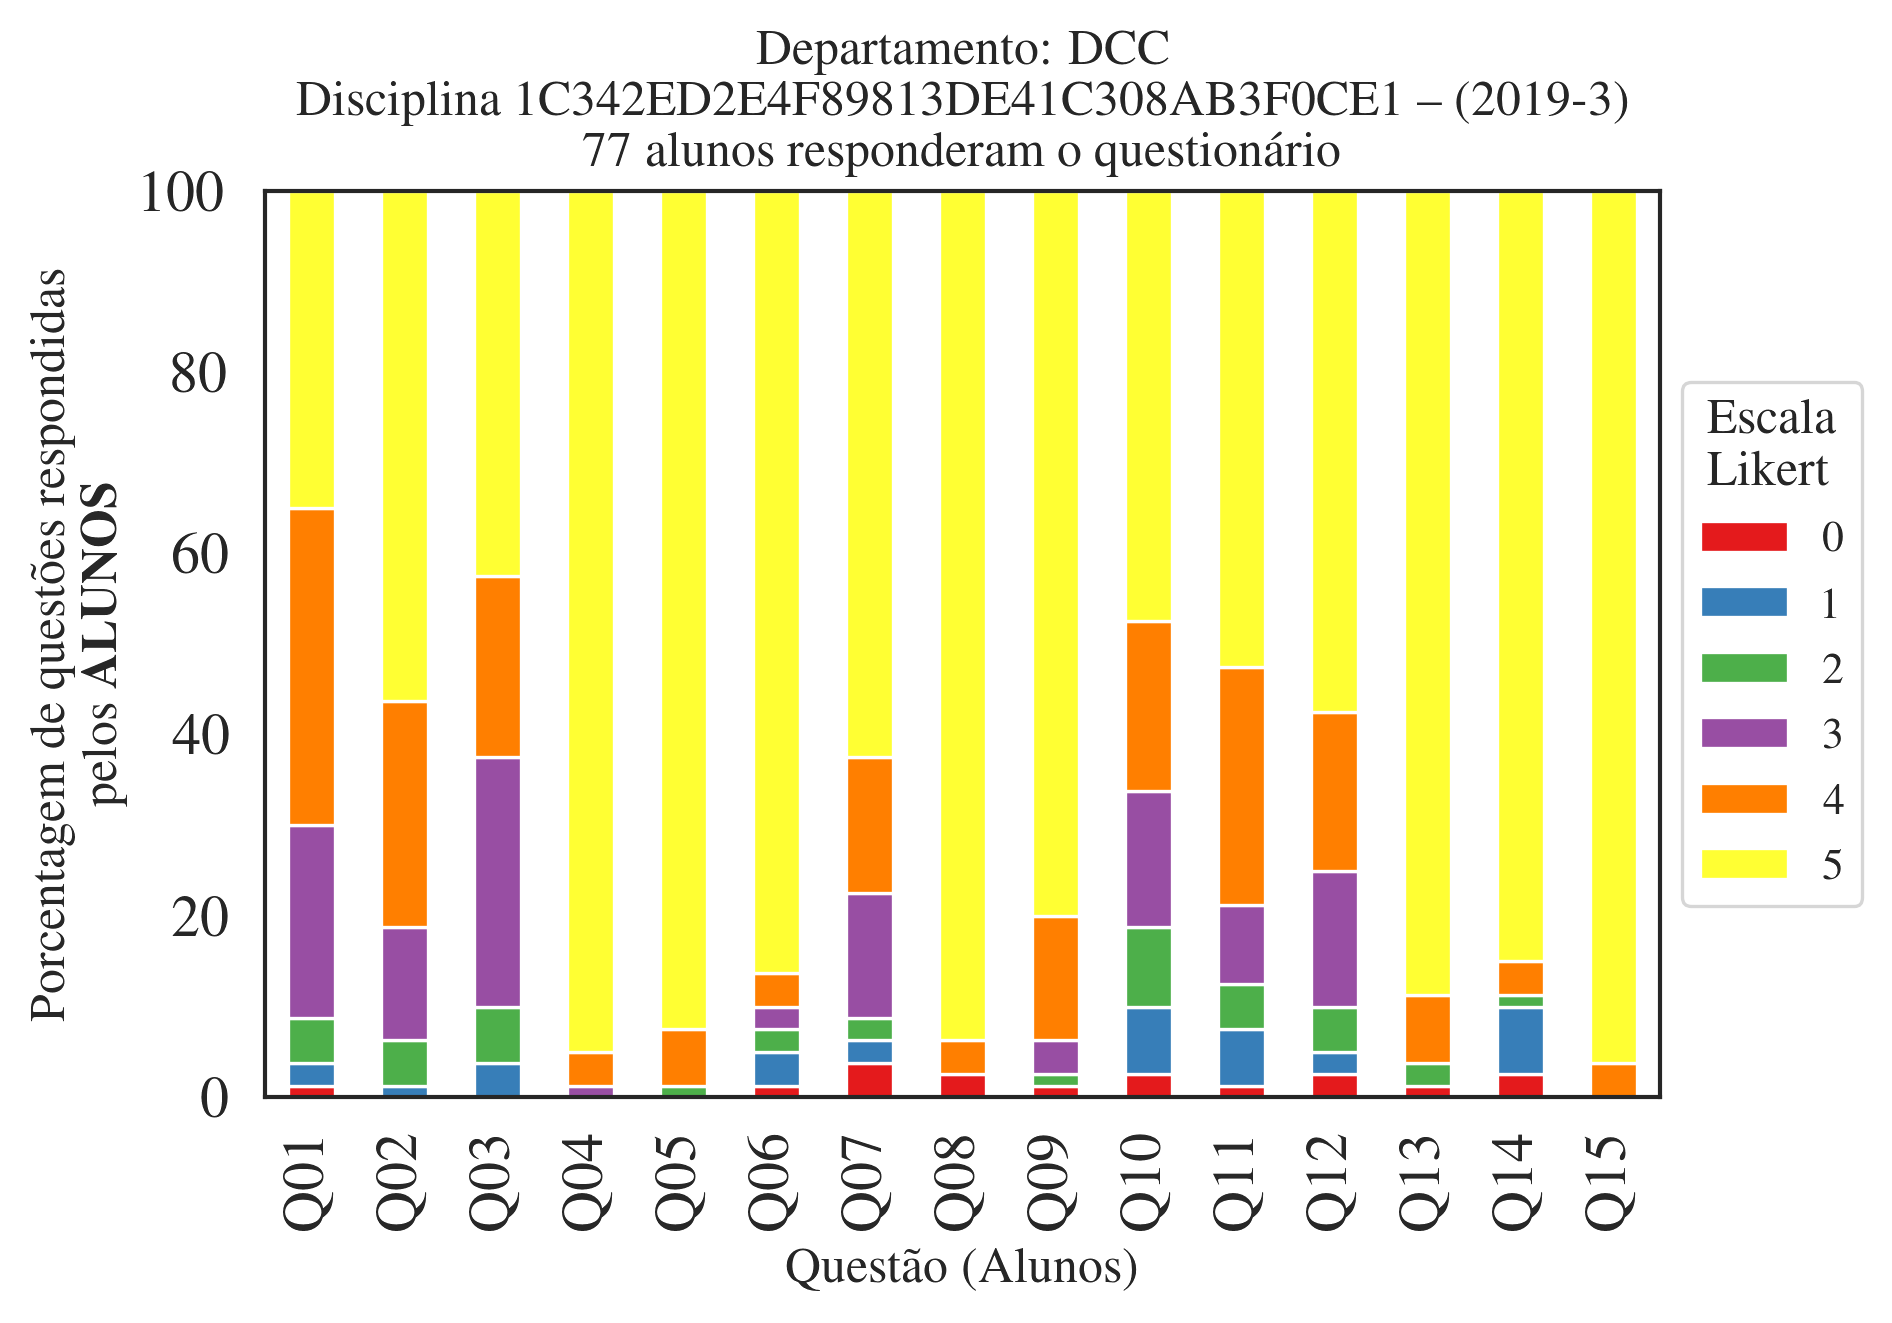 Departamento: DCC
Disciplina 1C342ED2E4F89813DE41C308AB3F0CE1 – (2019-3)
77 alunos responderam o questionário
Porcentagem de questões respondidas
pelos ALUNOS
100
80
60
40
20
0
Q01
Q02
Q03
Q04
Q05
Q06
Q07
Q08
Q09
Q10
Q11
Q12
Q13
Q14
Q15
Questão (Alunos)
Escala
Likert
0
1
2
3
4
5